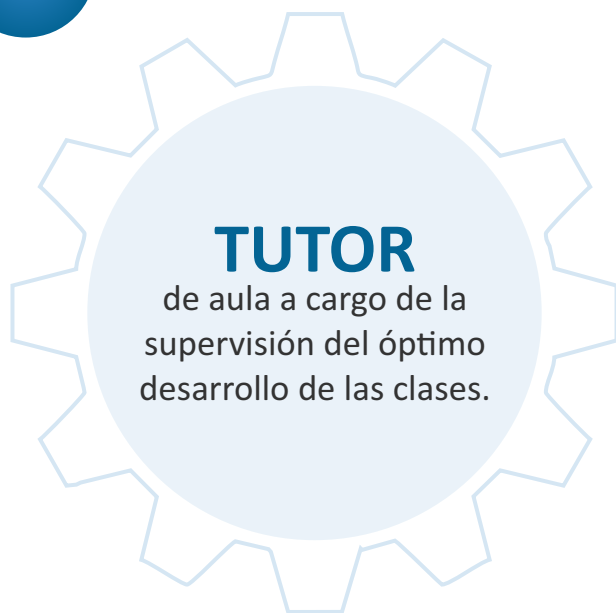 TUTOR
de aula a cargo de la
supervisión del óptimo
desarrollo de las clases.